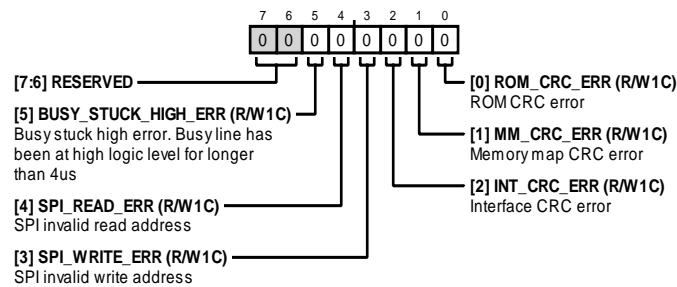 7 6 5 4 3 2 1 0
0 0 0 0 0 0 0 0
[7:6] RESERVED
[5] BUSY_STUCK_HIGH_ERR (R/W1C)
Busy stuck high error. Busy line has
been at high logic level for longer
than 4us
[4] SPI_READ_ERR (R/W1C)
SPI invalid read address
[3] SPI_WRITE_ERR (R/W1C)
SPI invalid write address
[0] ROM_CRC_ERR (R/W1C)
ROM CRC error
[1] MM_CRC_ERR (R/W1C)
Memory map CRC error
[2] INT_CRC_ERR (R/W1C)
Interface CRC error